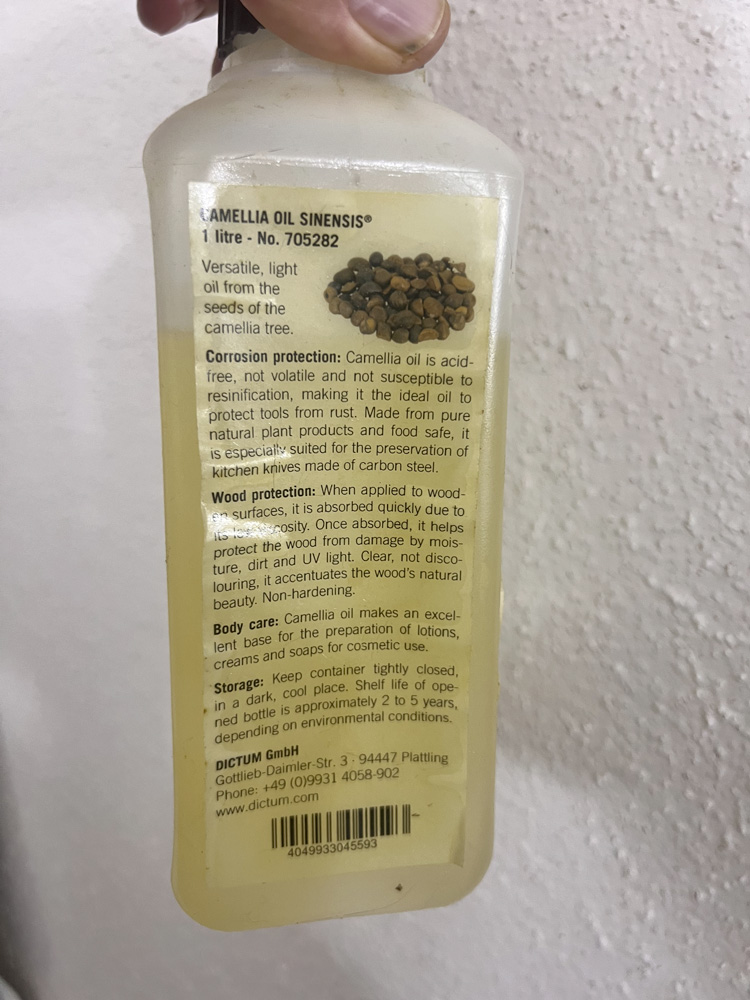 CAMELLIA OIL SINENSIS®
1 litre - No. 705282
Versatile, light
oil from the
seeds of the
camellia tree.
Corrosion protection: Camellia oil is acid-
free, not volatile and not susceptible to
resinification, making it the ideal oil to
protect tools from rust. Made from pure
natural plant products and food safe, it
is especially suited for the preservation of
kitchen knives made of carbon steel.
Wood protection: When applied to wood-
en surfaces, it is absorbed quickly due to
its low viscosity. Once absorbed, it helps
protect the wood from damage by mois-
ture, dirt and UV light. Clear, not disco-
louring, it accentuates the wood's natural
beauty. Non-hardening.
Body care: Camellia oil makes an excel-
lent base for the preparation of lotions,
creams and soaps for cosmetic use.
Storage: Keep container tightly closed,
in a dark, cool place. Shelf life of ope-
ned bottle is approximately 2 to 5 years,
depending on environmental conditions.
DICTUM GmbH
Gottlieb-Daimler-Str. 3 · 94447 Plattling
Phone: +49 (0)9931 4058-902
www.dictum.com
4049933045593